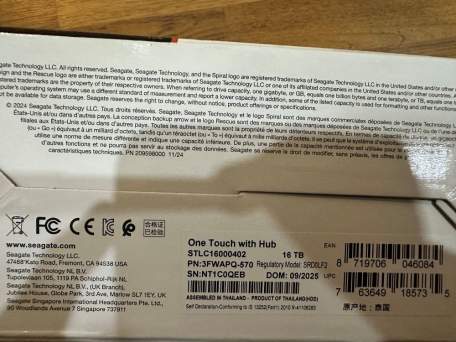 Seagate Technology LLC. All rights reserved. Seagate, Seagate Technology, and the Spiral logo are registered trademarks of Seagate Technology LLC in the United States and/or other
sign and the Rescue logo are either trademarks or registered trademarks of Seagate Technology LLC or one of its affiliated companies in the United States and/or other countries.
trademarks are the property of their respective owners. When referring to drive capacity, one gigabyte, or GB, equals one billion bytes and one terabyte, or TB, equals one
puter's operating system may use a different standard of measurement and report a lower capacity. In addition, some of the listed capacity is used for formatting and other functions
t be available for data storage. Seagate reserves the right to change, without notice, product offerings or specifications.
© 2024 Seagate Technology LLC. Tous droits réservés. Seagate, Seagate Technology et le logo Spiral sont des marques commerciales déposées de Seagate Technology
États-Unis et/ou dans d'autres pays. La conception backup arrow et le logo Rescue sont des marques ou des marques déposées de Seagate Technology LLC ou de l'une de
filiales aux États-Unis et/ou dans d'autres pays. Toutes les autres marques sont la propriété de leurs détenteurs respectifs. En termes de capacité
(ou « Go ») équivaut à un milliard d'octets, tandis qu'un téraoctet (ou « To ») équivaut à mille milliards d'octets. Il se peut que le système d'exploitation
utilise une norme de mesure différente et indique une capacité inférieure. De plus, une partie de la capacité mentionnée est utilisée pour le
d'autres fonctions et ne pourra pas servir au stockage des données. Seagate se réserve le droit de modifier, sans préavis, les offres de
caractéristiques techniques. PN 209598000 11/24
CE
合格证
已检验
www.seagate.com
Seagate Technology LLC.
47488 Kato Road, Fremont, CA 94538 USA
Seagate Technology NL B.V.
Tupolevlaan 105, 1119 PA Schiphol-Rijk NL
Seagate Technology NL B.V., (UK Branch),
Jubilee House, Globe Park, 3rd Ave, Marlow SL7 1EY, UK
Seagate Singapore International Headquarters Pte. Ltd.
90 Woodlands Avenue 7 Singapore 737911
One Touch with Hub
STLC16000402 16 TB
PN:3FWAPQ-570 Regulatory Model: SRD0LF2
SN:NT1C0QEB DOM: 09/2025
ASSEMBLED IN THAILAND - PRODUCT OF THAILAND(HDD)
EAN
8 719706 046084
UPC
7 63649 18573 5
原产地：泰国